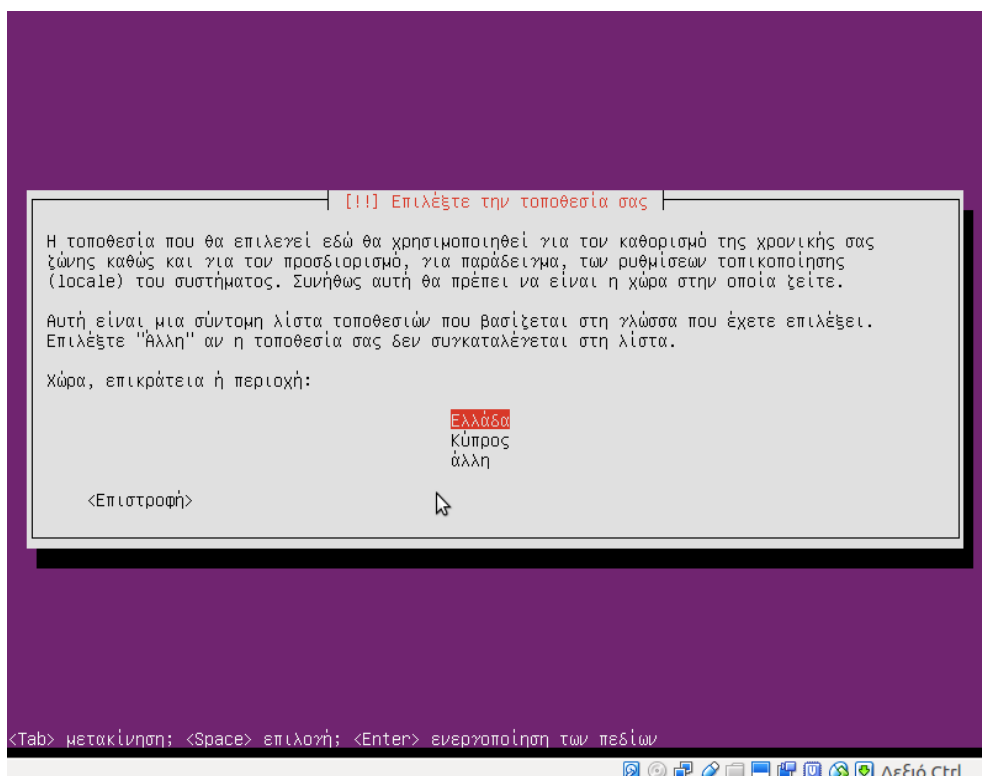 [!!] Επιλέξτε την τοποθεσία σας
Η τοποθεσία που θα επιλεγεί εδώ θα χρησιμοποιηθεί για τον καθορισμό της χρονικής σας
ζώνης καθώς και για τον προσδιορισμό, για παράδειγμα, των ρυθμίσεων τοπικοποίησης
(locale) του συστήματος. Συνήθως αυτή θα πρέπει να είναι η χώρα στην οποία ζείτε.
Αυτή είναι μια σύντομη λίστα τοποθεσιών που βασίζεται στη γλώσσα που έχετε επιλέξει.
Επιλέξτε "Άλλη" αν η τοποθεσία σας δεν συγκαταλέγεται στη λίστα.
Χώρα, επικράτεια ή περιοχή:
Ελλάδα
Κύπρος
άλλη
<Επιστροφή>
<Tab> μετακίνηση; <Space> επιλογή; <Enter> ενεργοποίηση των πεδίων
Δεξιό Ctrl